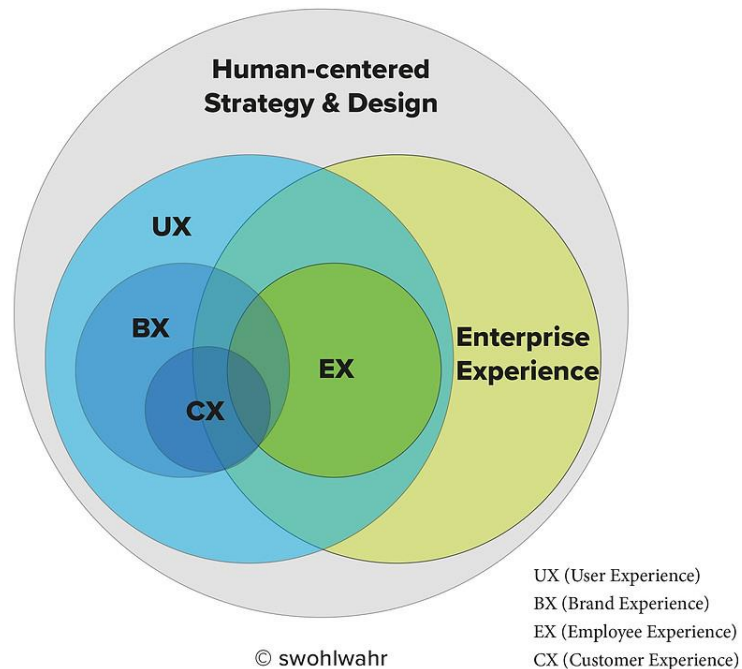 Human-centered
Strategy & Design
UX
BX
Enterprise
EX
Experience
CX
UX (User Experience)
BX (Brand Experience)
EX (Employee Experience)
© swohlwahr
CX (Customer Experience)